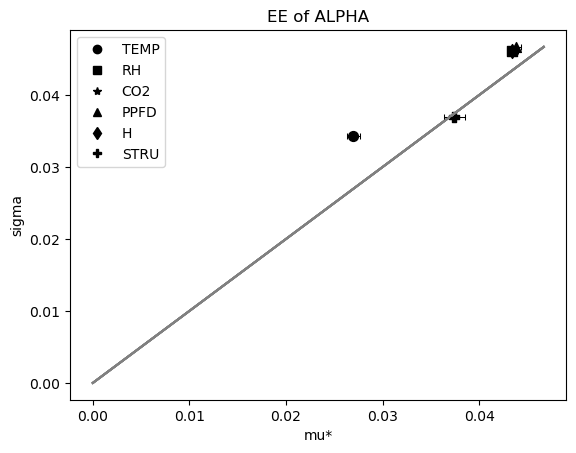 EE of ALPHA
TEMP
RH
CO2
PPFD
H
STRU
sigma
0.04
0.03
0.02
0.01
0.00
0.00
0.01
0.02
0.03
0.04
mu*